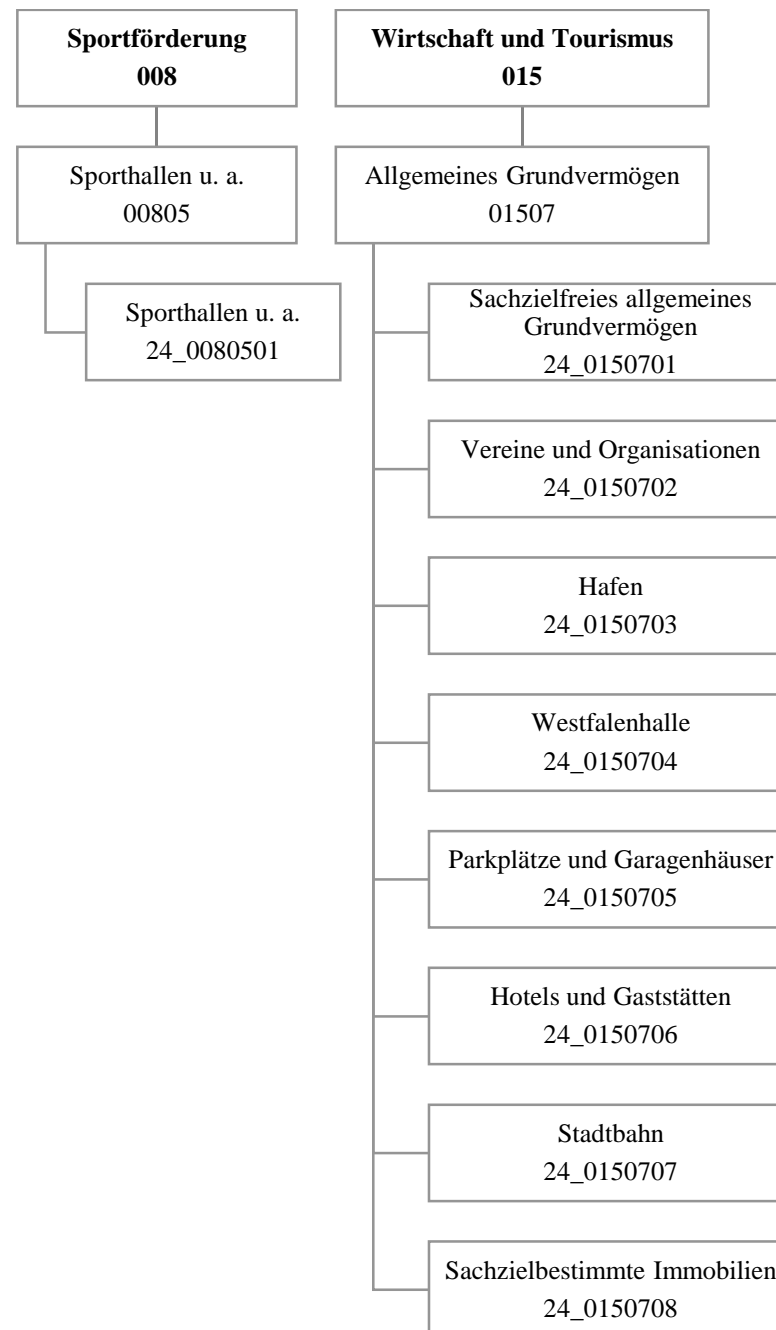 Sportförderung
008
Sporthallen u. a.
00805
Sporthallen u. a.
24_0080501
Wirtschaft und Tourismus
015
Allgemeines Grundvermögen
01507
Sachzielfreies allgemeines
Grundvermögen
24_0150701
Vereine und Organisationen
24_0150702
Hafen
24_0150703
Westfalenhalle
24_0150704
Parkplätze und Garagenhäuser
24_0150705
Hotels und Gaststätten
24_0150706
Stadtbahn
24_0150707
Sachzielbestimmte Immobilien
24_0150708